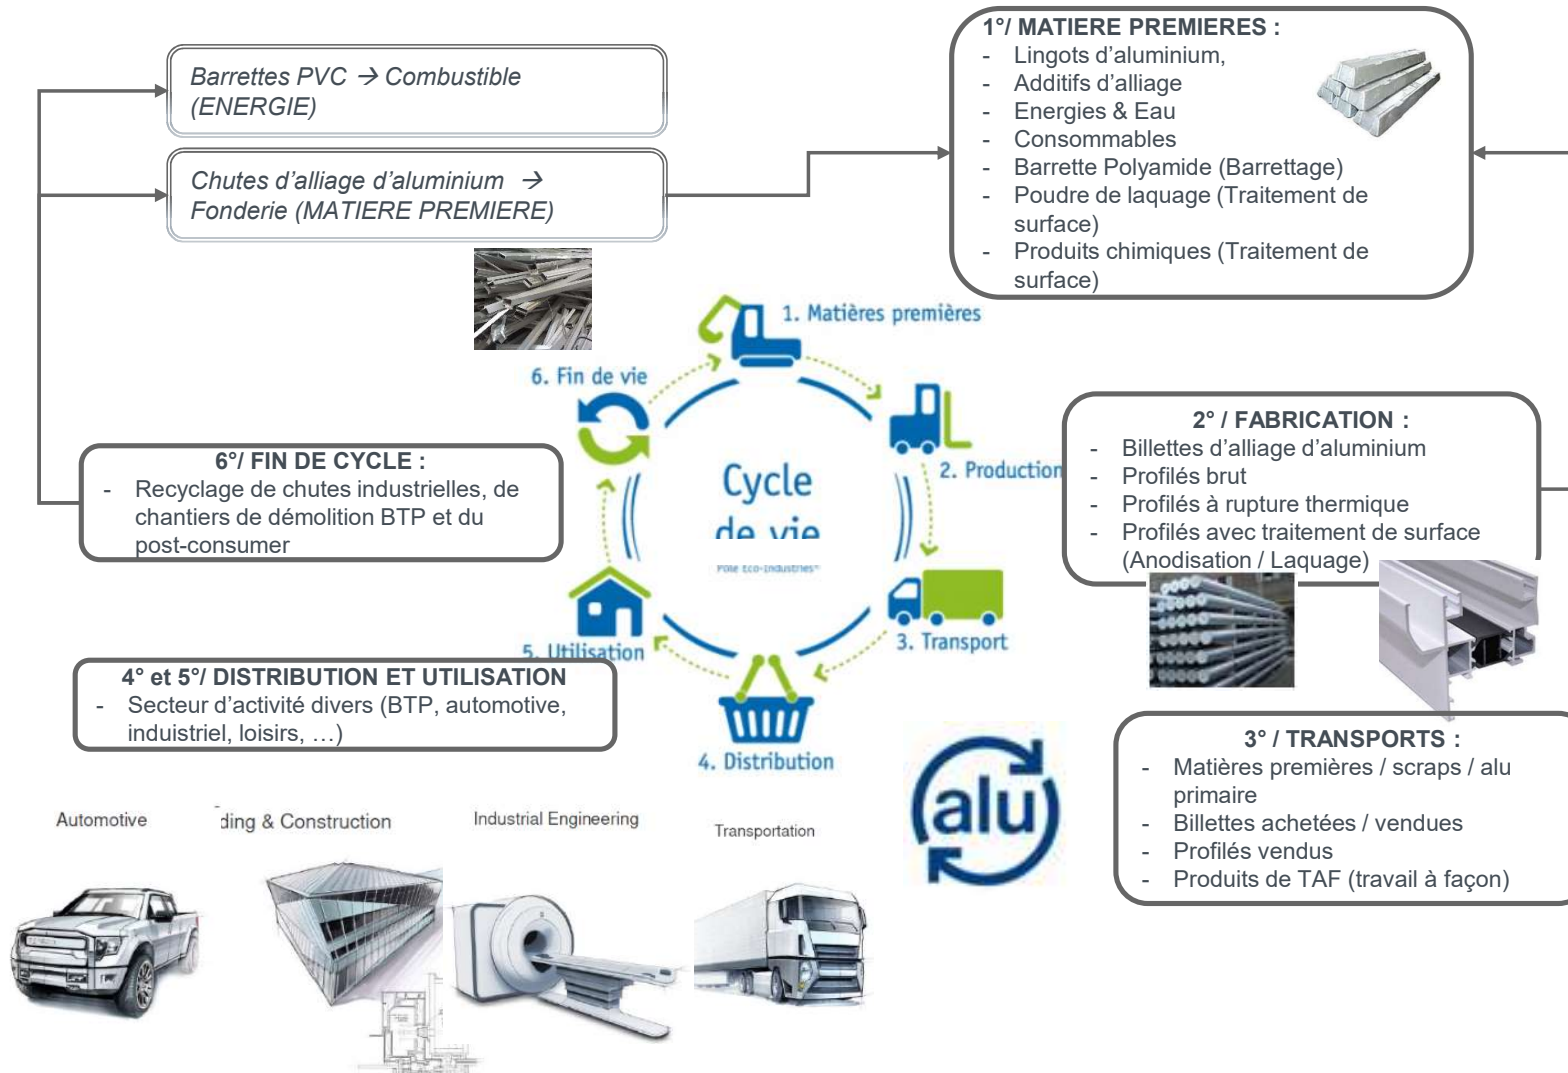 Barrettes PVC → Combustible
(ENERGIE)
Chutes d’alliage d’aluminium →
Fonderie (MATIERE PREMIERE)
1°/ MATIERE PREMIERES :
- Lingots d’aluminium,
- Additifs d’alliage
- Energies & Eau
- Consommables
- Barrette Polyamide (Barrettage)
- Poudre de laquage (Traitement de
surface)
- Produits chimiques (Traitement de
surface)
1. Matières premières
6. Fin de vie
2. Production
Cycle
de vie
Pôle Eco-Industries
3. Transport
5. Utilisation
4. Distribution
2° / FABRICATION :
- Billettes d’alliage d’aluminium
- Profilés brut
- Profilés à rupture thermique
- Profilés avec traitement de surface
(Anodisation / Laquage)
6°/ FIN DE CYCLE :
- Recyclage de chutes industrielles, de
chantiers de démolition BTP et du
post-consumer
4° et 5°/ DISTRIBUTION ET UTILISATION
- Secteur d’activité divers (BTP, automotive,
induistriel, loisirs, …)
3° / TRANSPORTS :
- Matières premières / scraps / alu
primaire
- Billettes achetées / vendues
- Profilés vendus
- Produits de TAF (travail à façon)
alu
Automotive
ding & Construction
Industrial Engineering
Transportation